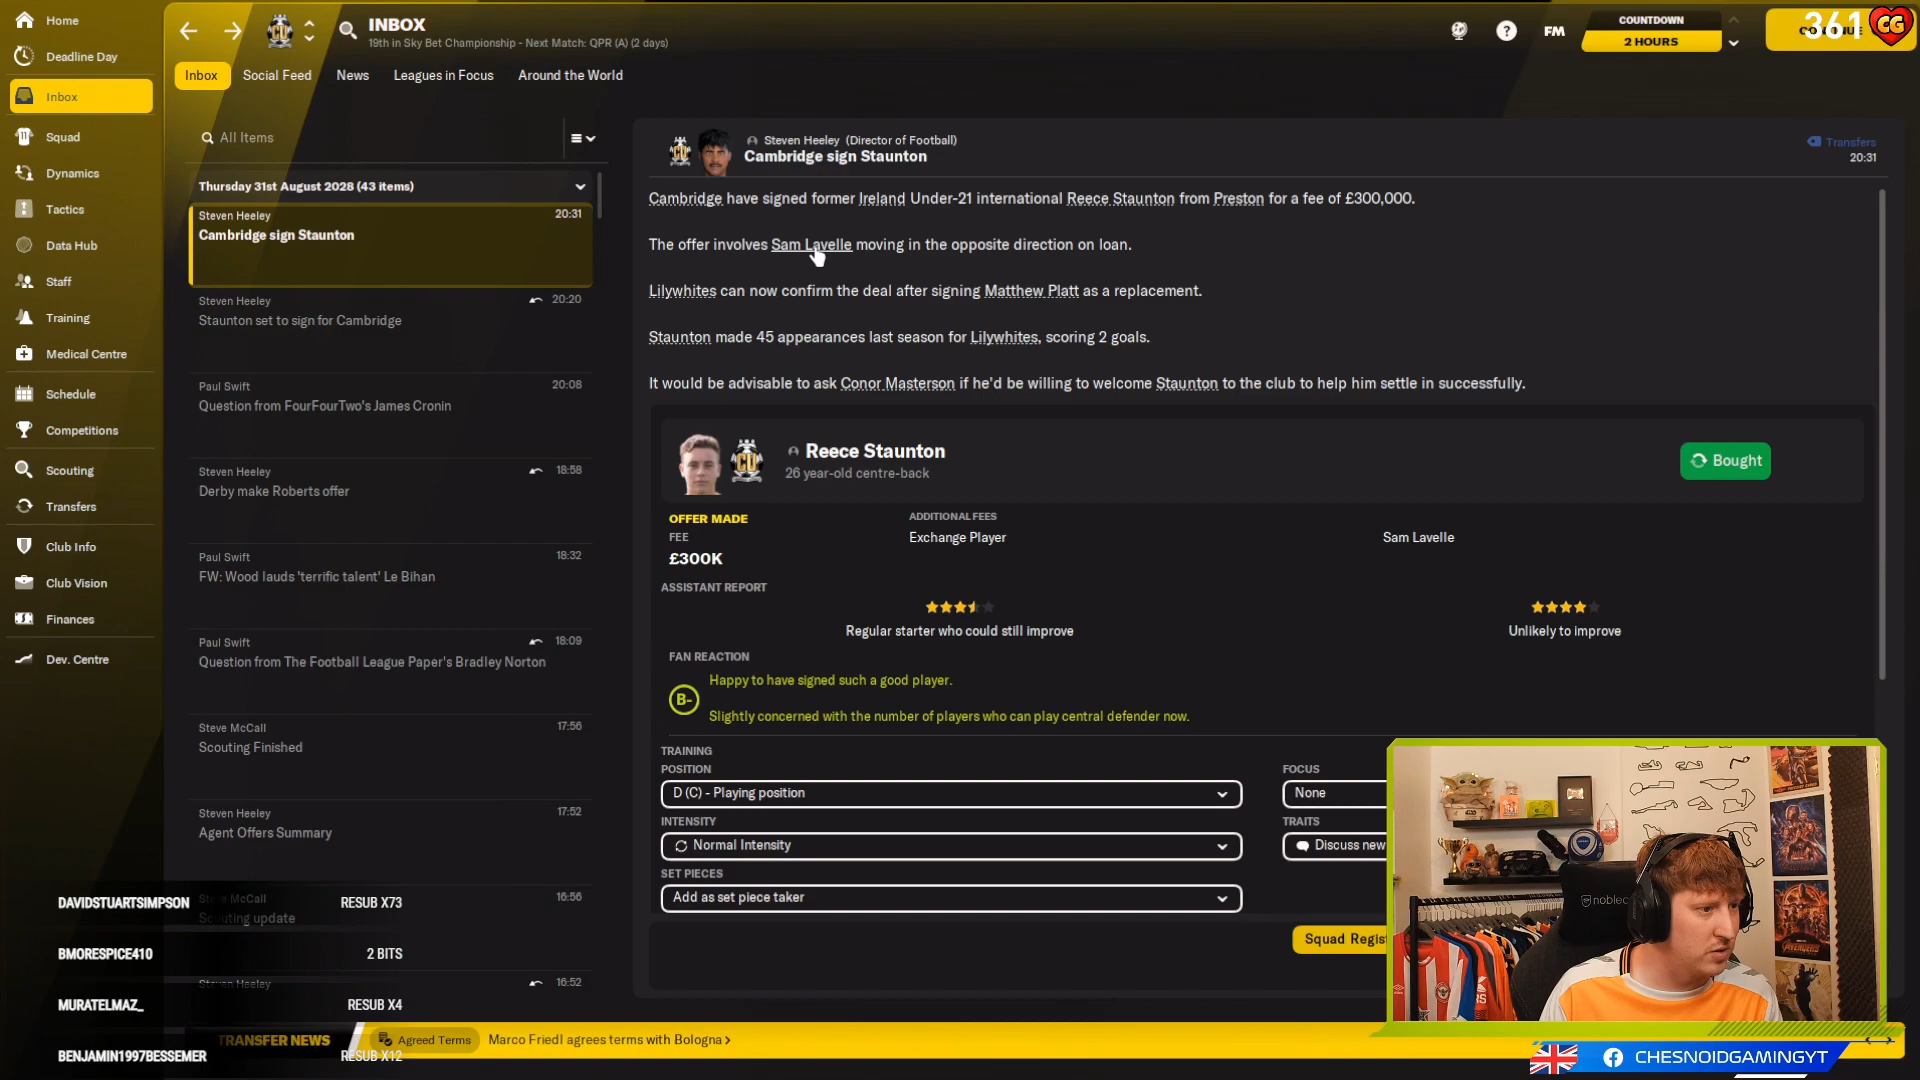 Home
Deadline Day
Inbox
Squad
Dynamics
Tactics
Data Hub
Staff
Training
Medical Centre
Schedule
Competitions
Scouting
Transfers
Club Info
Club Vision
Finances
Dev. Centre
INBOX
19th in Sky Bet Championship - Next Match: QPR (A) (2 days)
FM
COUNTDOWN
2 HOURS
361
CG
Inbox
Social Feed
News
Leagues in Focus
Around the World
All Items
Thursday 31st August 2028 (43 items)
Steven Heeley 20:31
Cambridge sign Staunton
Steven Heeley 20:20
Staunton set to sign for Cambridge
Paul Swift 20:08
Question from FourFourTwo's James Cronin
Steven Heeley 18:58
Derby make Roberts offer
Paul Swift 18:32
FW: Wood lauds 'terrific talent' Le Bihan
Paul Swift 18:09
Question from The Football League Paper's Bradley Norton
Steve McCall 17:56
Scouting Finished
Steven Heeley 17:52
Agent Offers Summary
Steve McCall 16:56
Scouting update
Steven Heeley 16:52
DAVIDSTUARTSIMPSON RESUB X73
BMORESPICE410 2 BITS
MURATELMAZ_ RESUB X4
BENJAMIN1997BESSEMER RESUB X12
Steven Heeley (Director of Football)
Cambridge sign Staunton
Transfers
20:31
Cambridge have signed former Ireland Under-21 international Reece Staunton from Preston for a fee of £300,000.
The offer involves Sam Lavelle moving in the opposite direction on loan.
Lilywhites can now confirm the deal after signing Matthew Platt as a replacement.
Staunton made 45 appearances last season for Lilywhites, scoring 2 goals.
It would be advisable to ask Conor Masterson if he'd be willing to welcome Staunton to the club to help him settle in successfully.
CU
Reece Staunton
26 year-old centre-back
Bought
OFFER MADE
FEE
£300K
ADDITIONAL FEES
Exchange Player
Sam Lavelle
ASSISTANT REPORT
Regular starter who could still improve
Unlikely to improve
FAN REACTION
B-
Happy to have signed such a good player.
Slightly concerned with the number of players who can play central defender now.
TRAINING
POSITION
D (C) - Playing position
FOCUS
None
INTENSITY
Normal Intensity
TRAITS
Discuss new
SET PIECES
Add as set piece taker
Squad Regist
noblec
AVENGERS
TRANSFER NEWS
Agreed Terms
Marco Friedl agrees terms with Bologna >
CHESNOIDGAMINGYT